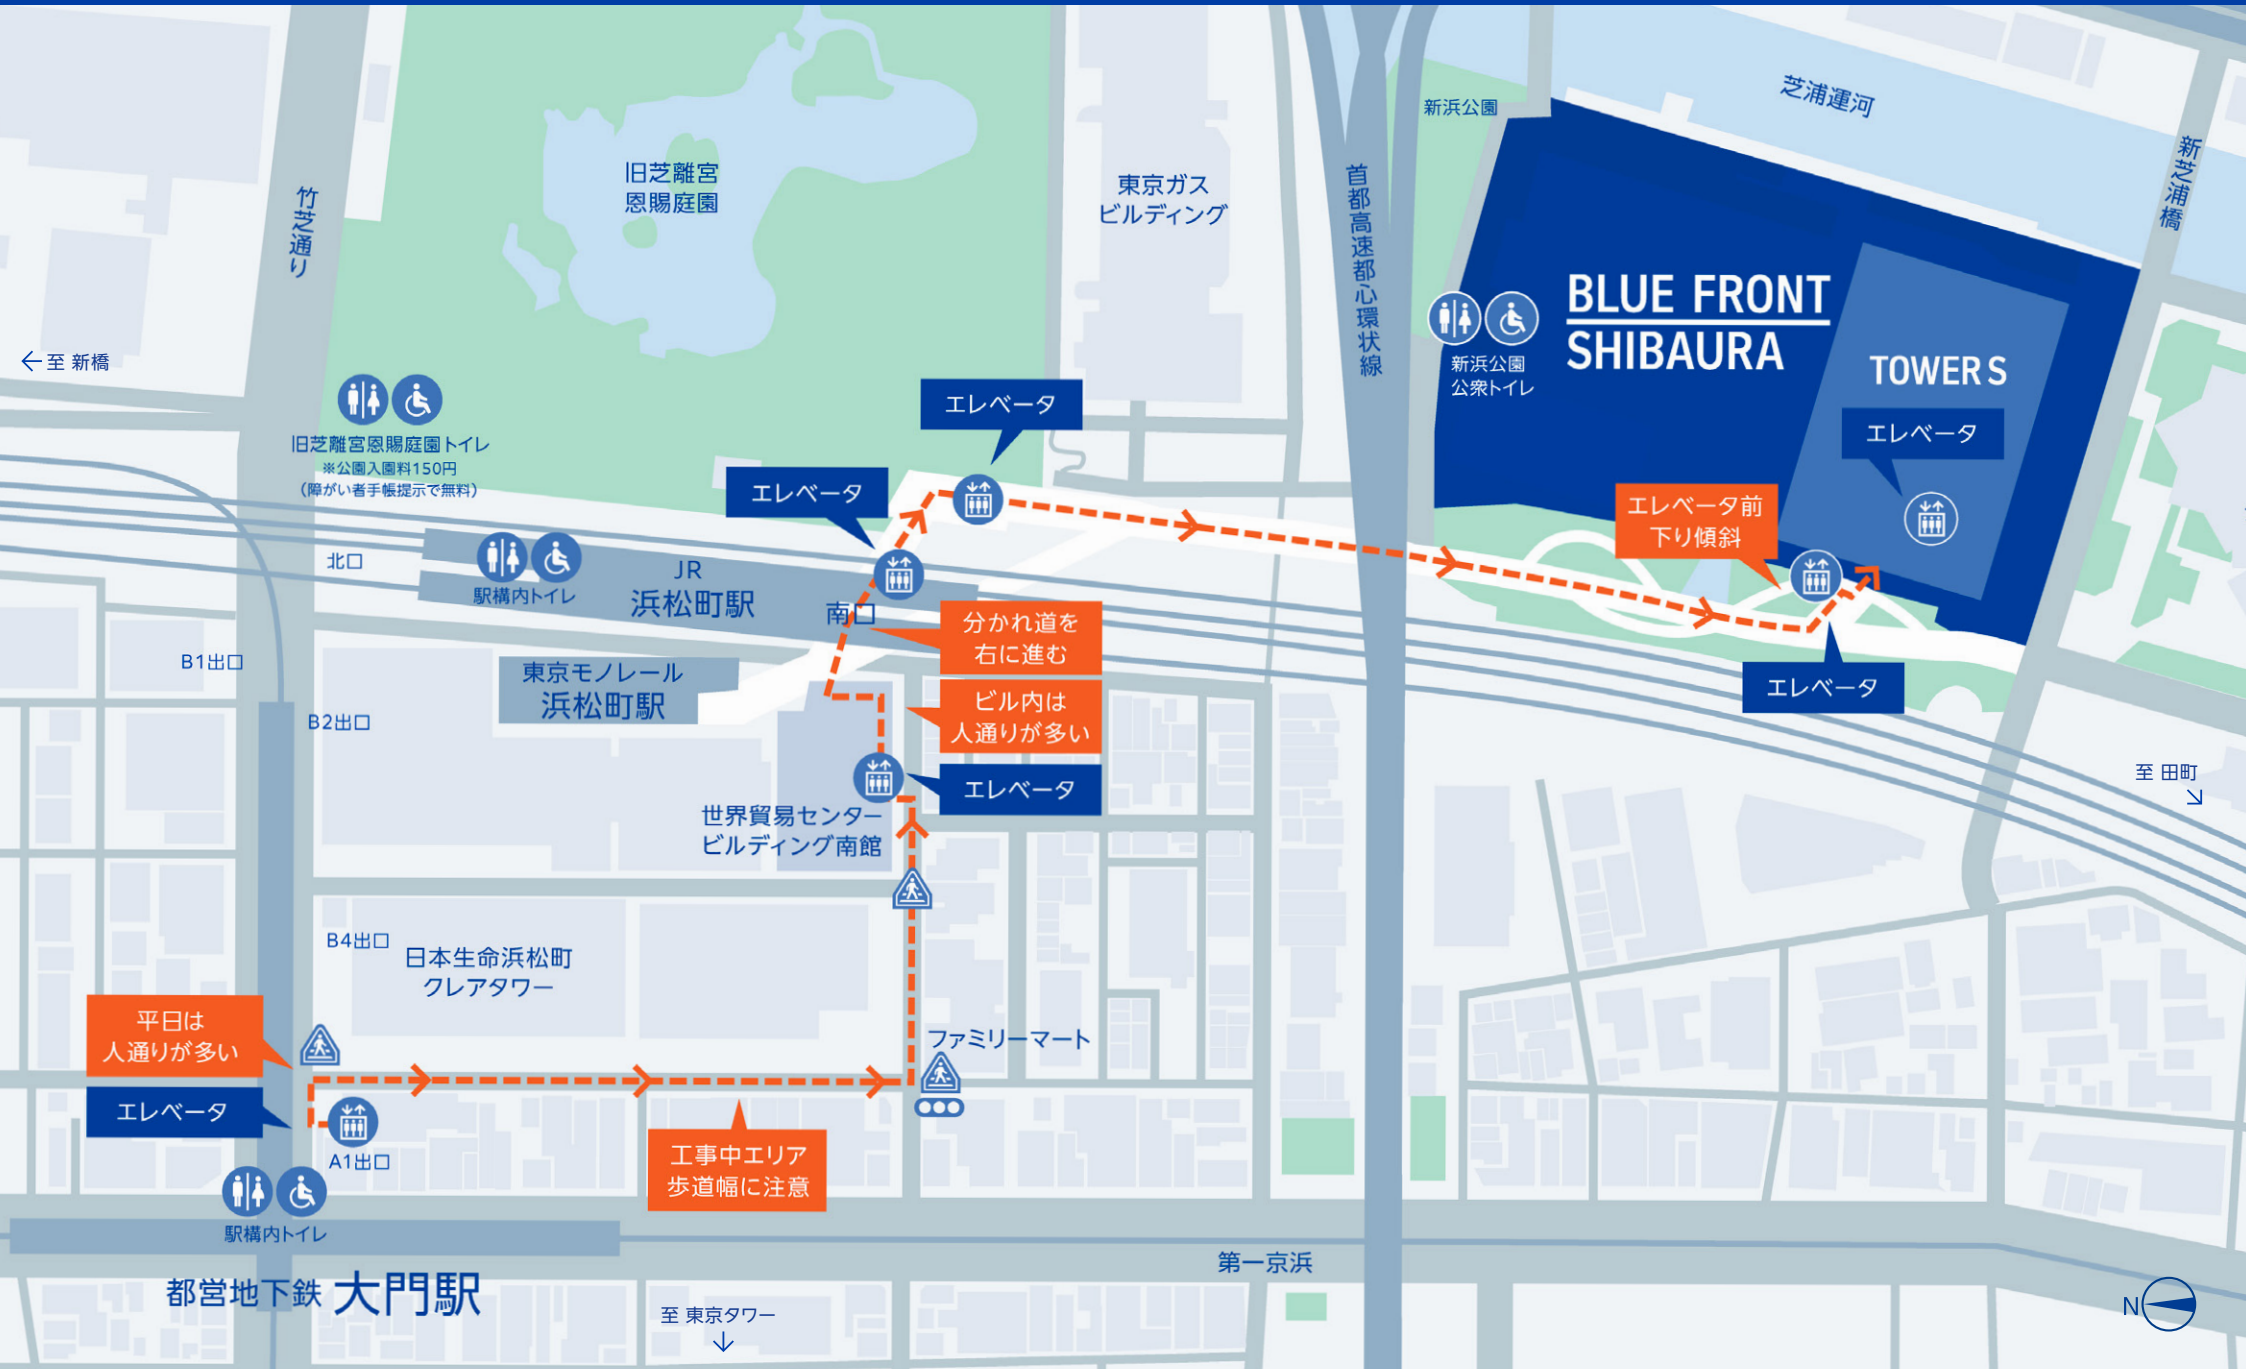 芝浦運河
新浜公園
新芝浦橋
旧芝離宮
恩賜庭園
東京ガス
ビルディング
首都高速都心環状線
竹芝通り
BLUE FRONT
SHIBAURA
新浜公園
公衆トイレ
TOWER S
エレベータ
←至 新橋
エレベータ
旧芝離宮恩賜庭園トイレ
※公園入園料150円
(障がい者手帳提示で無料)
エレベータ
エレベータ前
下り傾斜
北口
駅構内トイレ
JR
浜松町駅
南口
分かれ道を
右に進む
B1出口
東京モノレール
浜松町駅
エレベータ
B2出口
ビル内は
人通りが多い
エレベータ
至 田町
世界貿易センター
ビルディング南館
B4出口
日本生命浜松町
クレアタワー
平日は
人通りが多い
ファミリーマート
エレベータ
A1出口
工事中エリア
歩道幅に注意
駅構内トイレ
第一京浜
都営地下鉄 大門駅
至 東京タワー
N